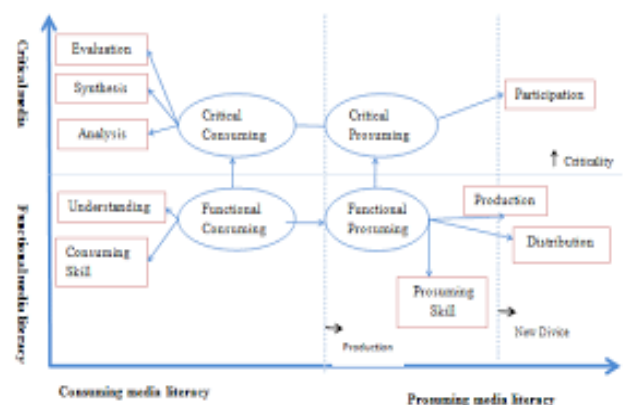 Critical media
Functional media literacy
Evaluation
Synthesis
Analysis
Critical
Consuming
Critical
Prosuming
Participation
↑ Criticality
Understanding
Consuming
Skill
Functional
Consuming
Functional
Prosuming
Production
Distribution
Prosuming
Skill
Production
New Divice
Consuming media literacy
Prosuming media literacy